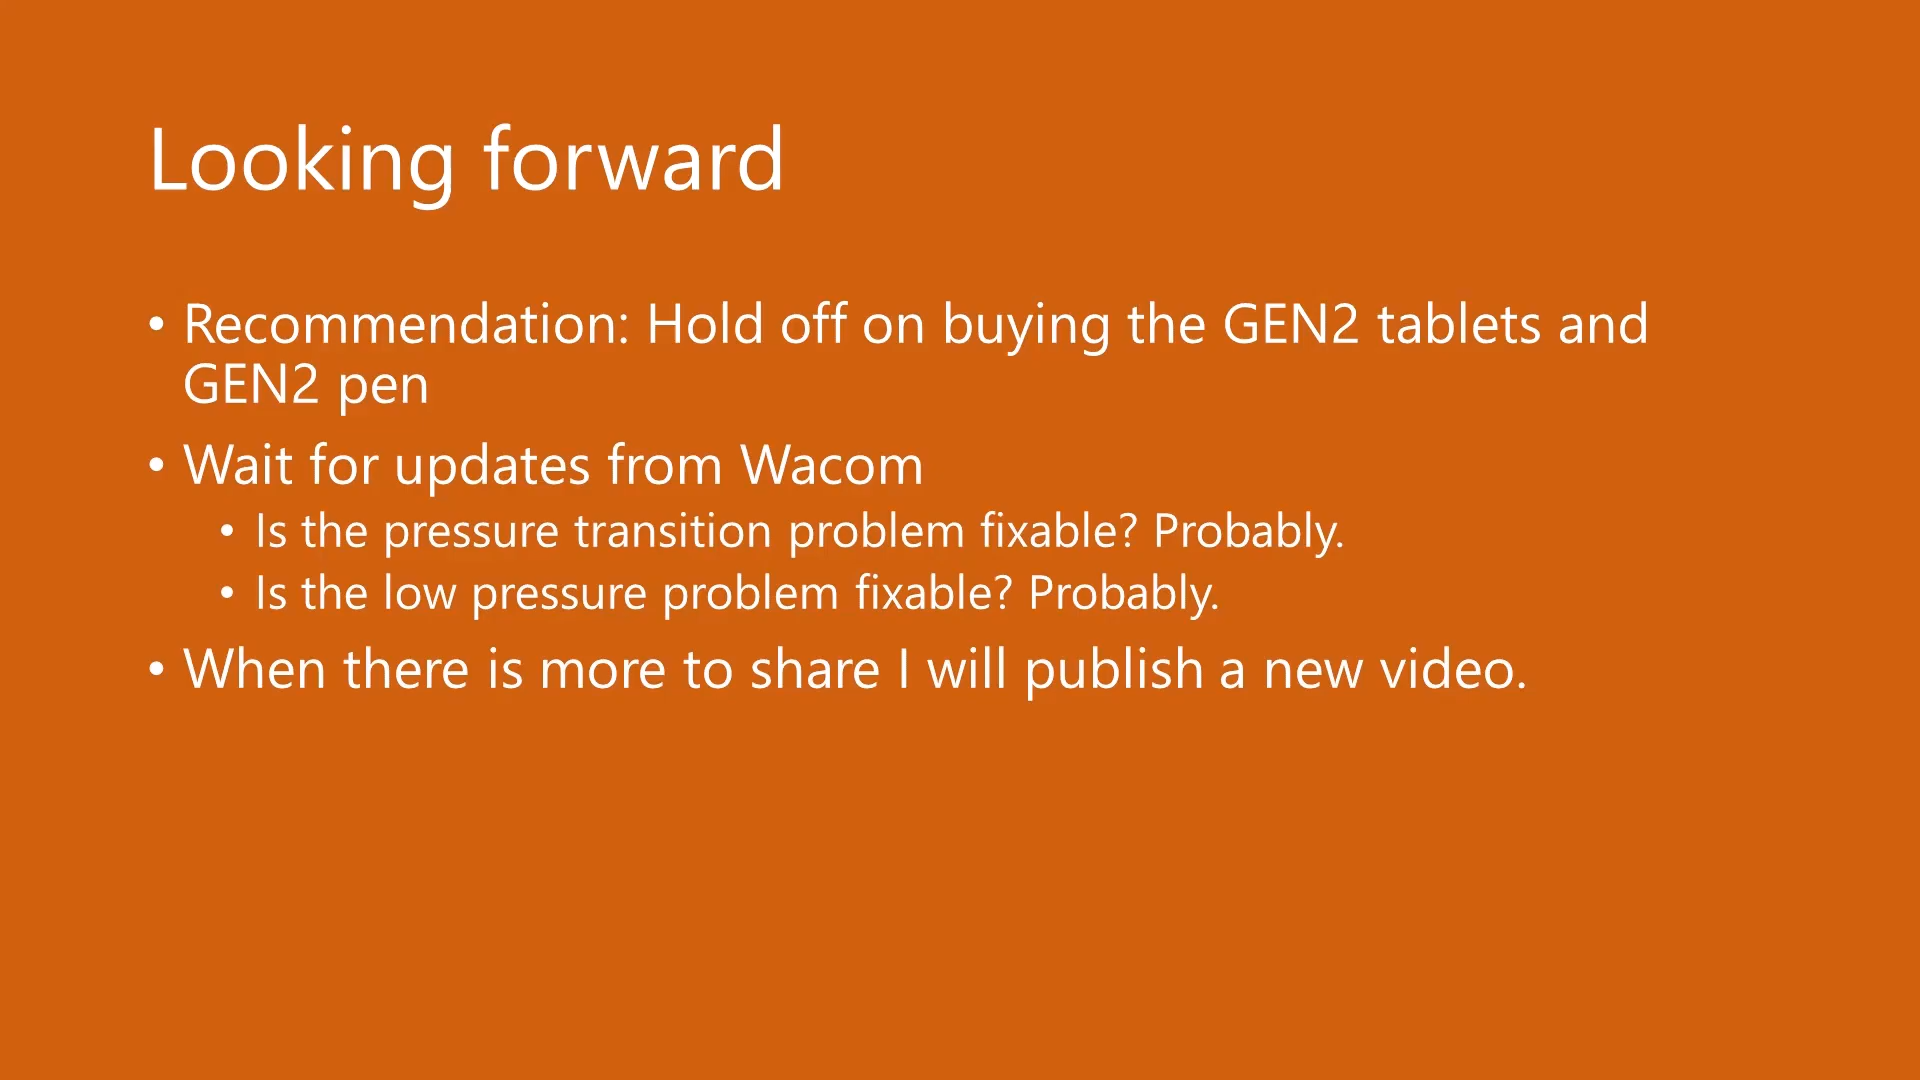 Looking forward
• Recommendation: Hold off on buying the GEN2 tablets and
GEN2 pen
• Wait for updates from Wacom
• Is the pressure transition problem fixable? Probably.
• Is the low pressure problem fixable? Probably.
• When there is more to share I will publish a new video.